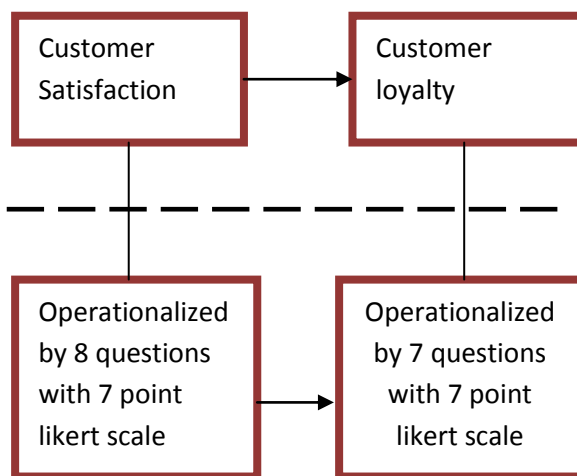 Customer
Satisfaction
Customer
loyalty
Operationalized
by 8 questions
with 7 point
likert scale
Operationalized
by 7 questions
with 7 point
likert scale